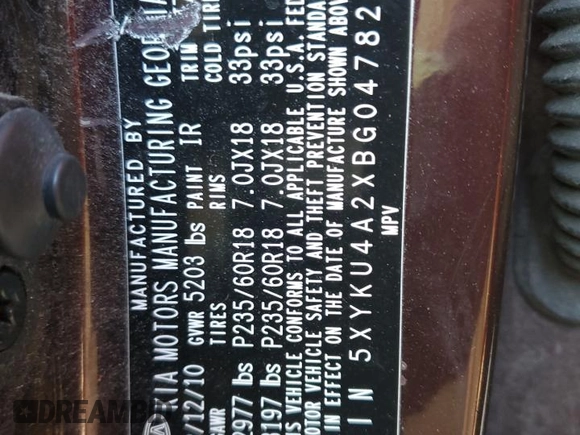 MANUFACTURED BY
KIA MOTORS MANUFACTURING GEORGIA
/12/10 GVWR 5203 lbs PAINT IR TRIM
GAWR TIRES RIMS COLD TIRE
2977 lbs P235/60R18 7.0JX18 33psi
3197 lbs P235/60R18 7.0JX18 33psi
IS VEHICLE CONFORMS TO ALL APPLICABLE U.S.A. FED
OTOR VEHICLE SAFETY AND THEFT PREVENTION STANDA
IN EFFECT ON THE DATE OF MANUFACTURE SHOWN ABOV
IN 5XYKU4A2XBG04782
MPV